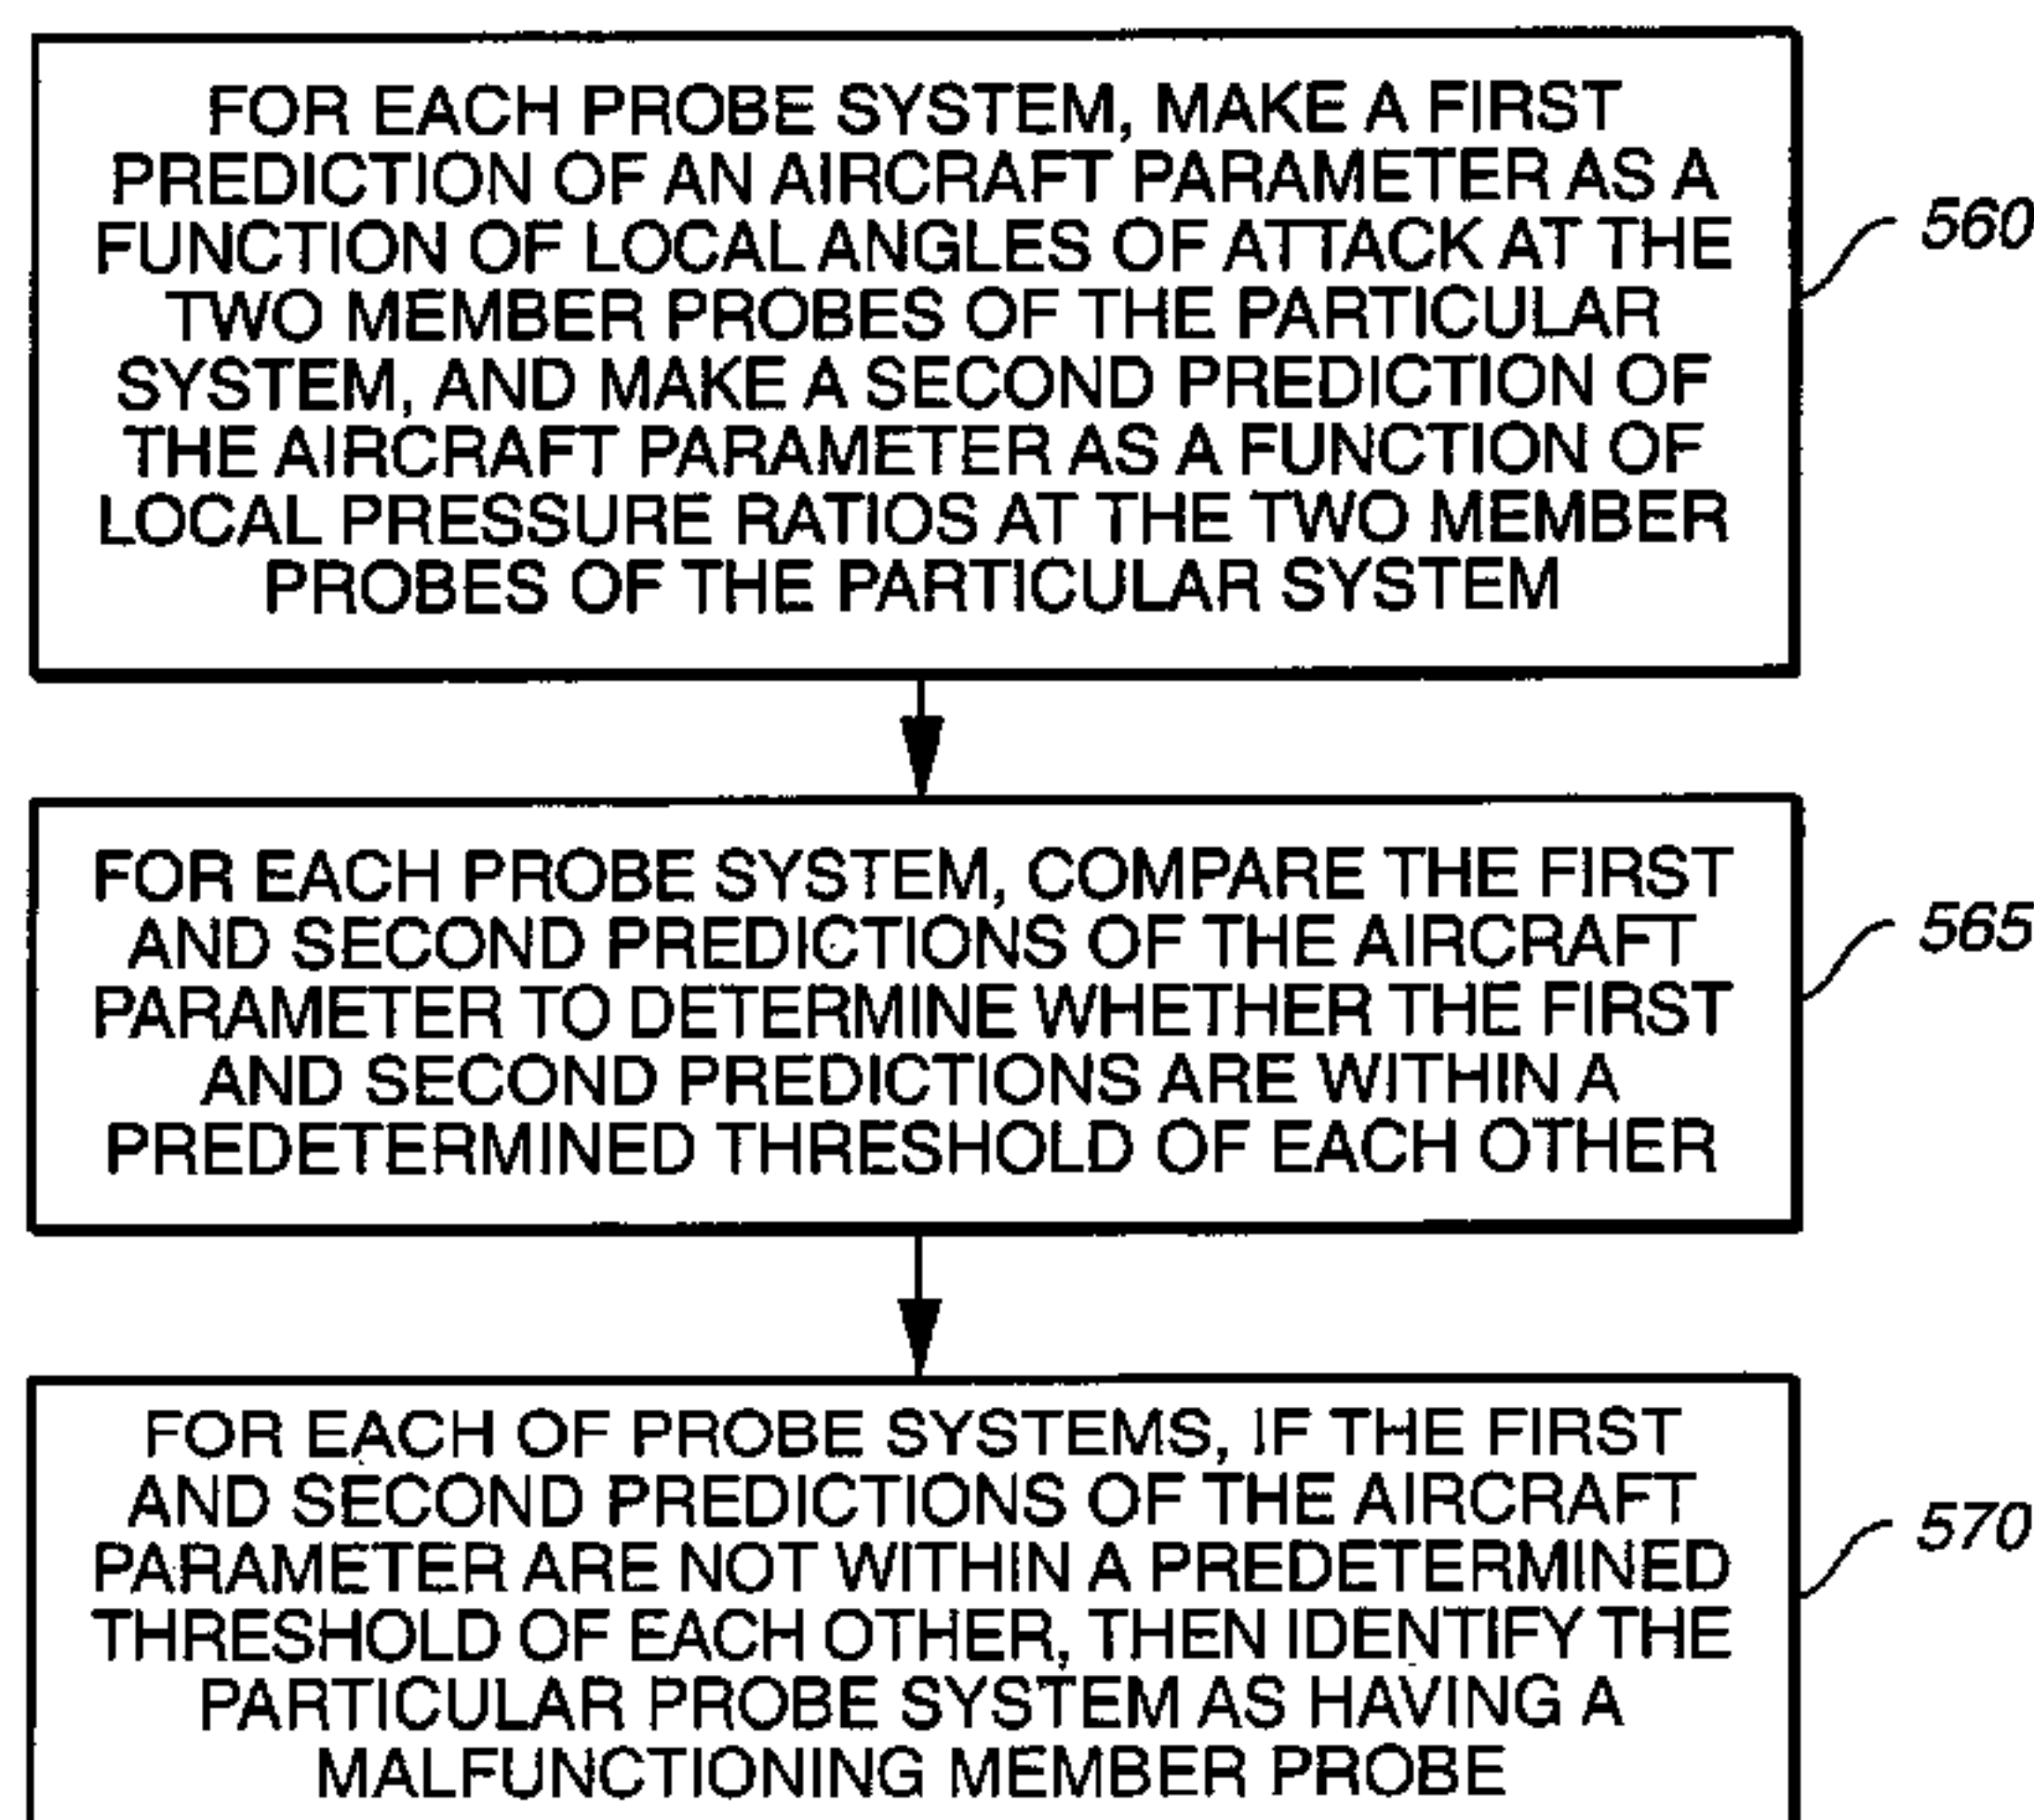 FOR EACH PROBE SYSTEM, MAKE A FIRST
PREDICTION OF AN AIRCRAFT PARAMETER AS A
FUNCTION OF LOCAL ANGLES OF ATTACK AT THE
TWO MEMBER PROBES OF THE PARTICULAR
SYSTEM, AND MAKE A SECOND PREDICTION OF
THE AIRCRAFT PARAMETER AS A FUNCTION OF
LOCAL PRESSURE RATIOS AT THE TWO MEMBER
PROBES OF THE PARTICULAR SYSTEM
560
FOR EACH PROBE SYSTEM, COMPARE THE FIRST
AND SECOND PREDICTIONS OF THE AIRCRAFT
PARAMETER TO DETERMINE WHETHER THE FIRST
AND SECOND PREDICTIONS ARE WITHIN A
PREDETERMINED THRESHOLD OF EACH OTHER
565
FOR EACH OF PROBE SYSTEMS, IF THE FIRST
AND SECOND PREDICTIONS OF THE AIRCRAFT
PARAMETER ARE NOT WITHIN A PREDETERMINED
THRESHOLD OF EACH OTHER, THEN IDENTIFY THE
PARTICULAR PROBE SYSTEM AS HAVING A
MALFUNCTIONING MEMBER PROBE
570